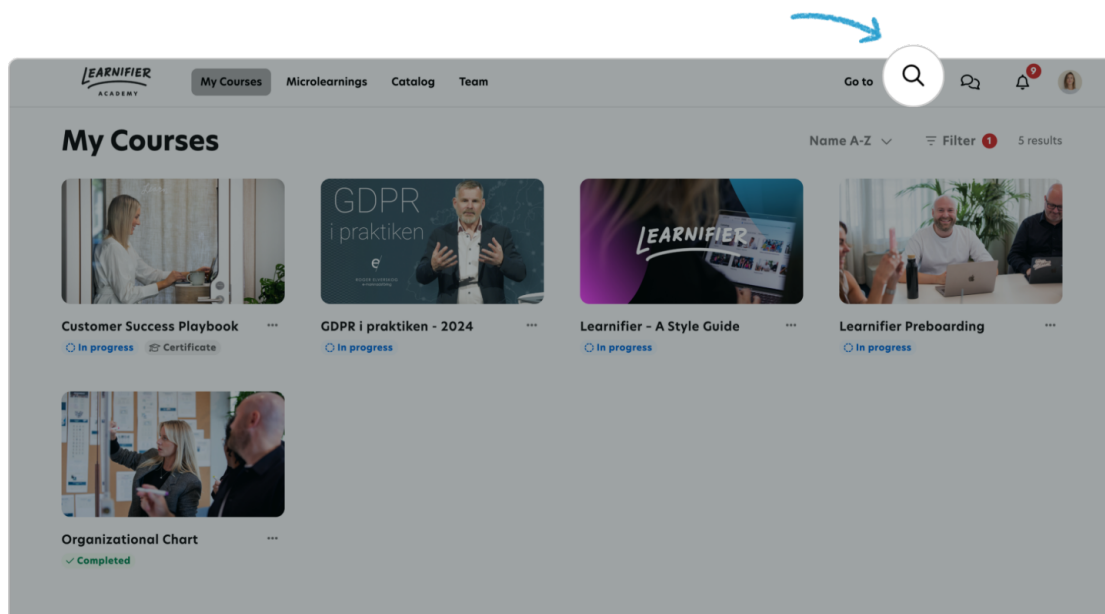 LEARNIFIER
ACADEMY
My Courses Microlearnings Catalog Team Go to 9
My Courses
Name A-Z Filter 1 5 results
GDPR
i praktiken
e
LEARNIFIER
Customer Success Playbook ...
In progress Certificate
GDPR i praktiken - 2024 ...
In progress
Learnifier – A Style Guide ...
In progress
Learnifier Preboarding ...
In progress
Organizational Chart ...
Completed